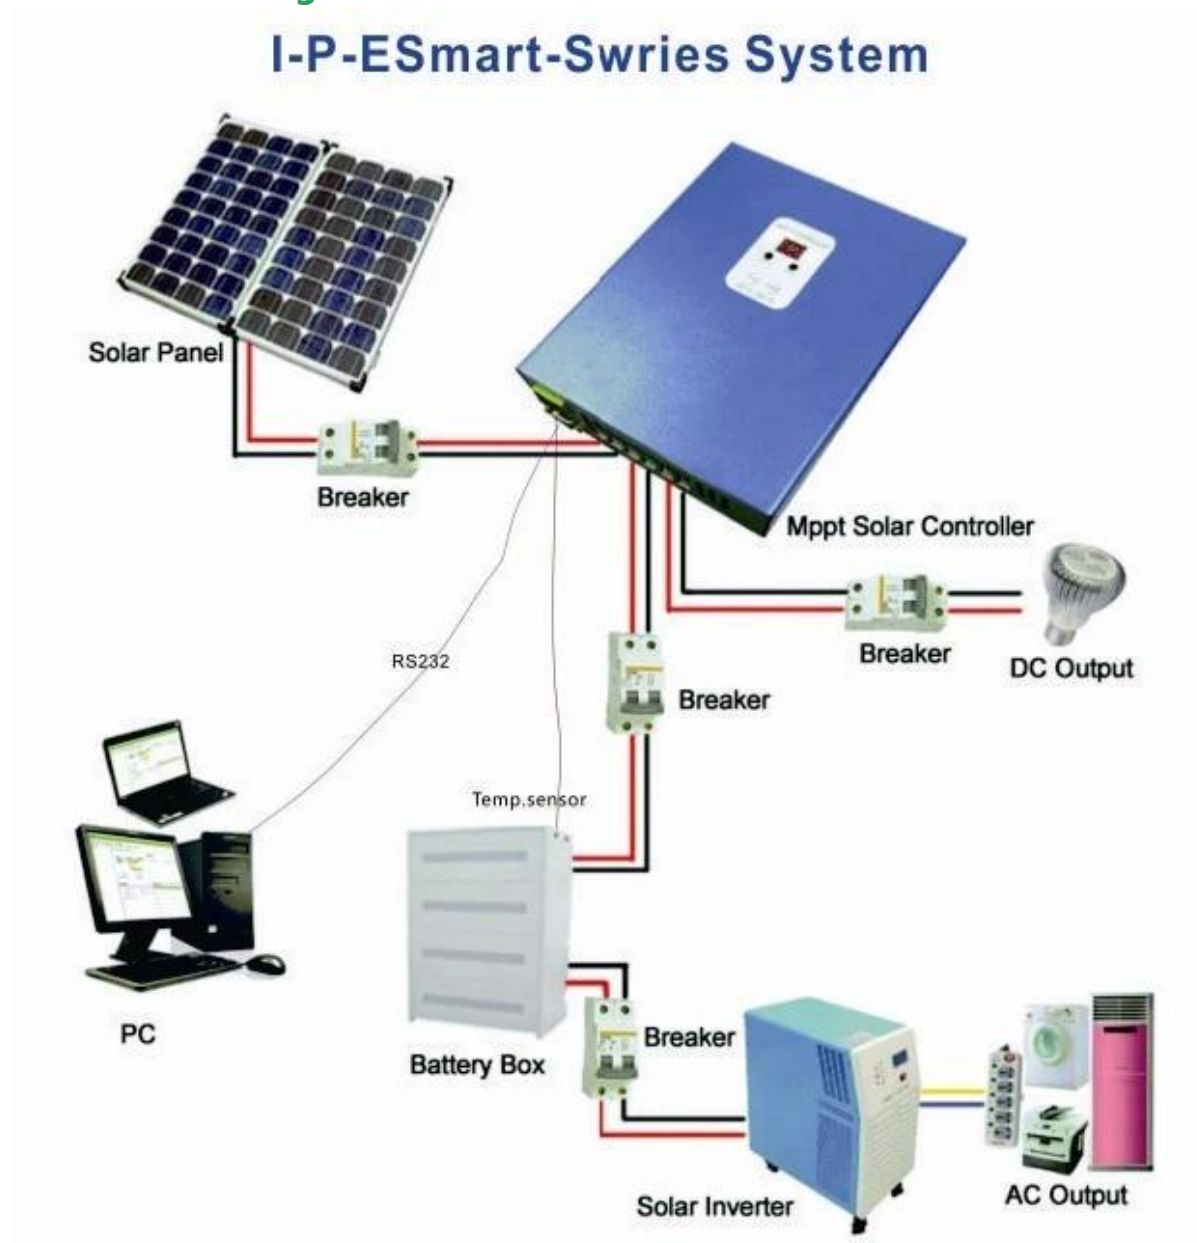 I-P-ESmart-Swries System
Solar Panel
Breaker
Mppt Solar Controller
Breaker
DC Output
RS232
Breaker
Temp.sensor
PC
Battery Box
Breaker
Solar Inverter
AC Output